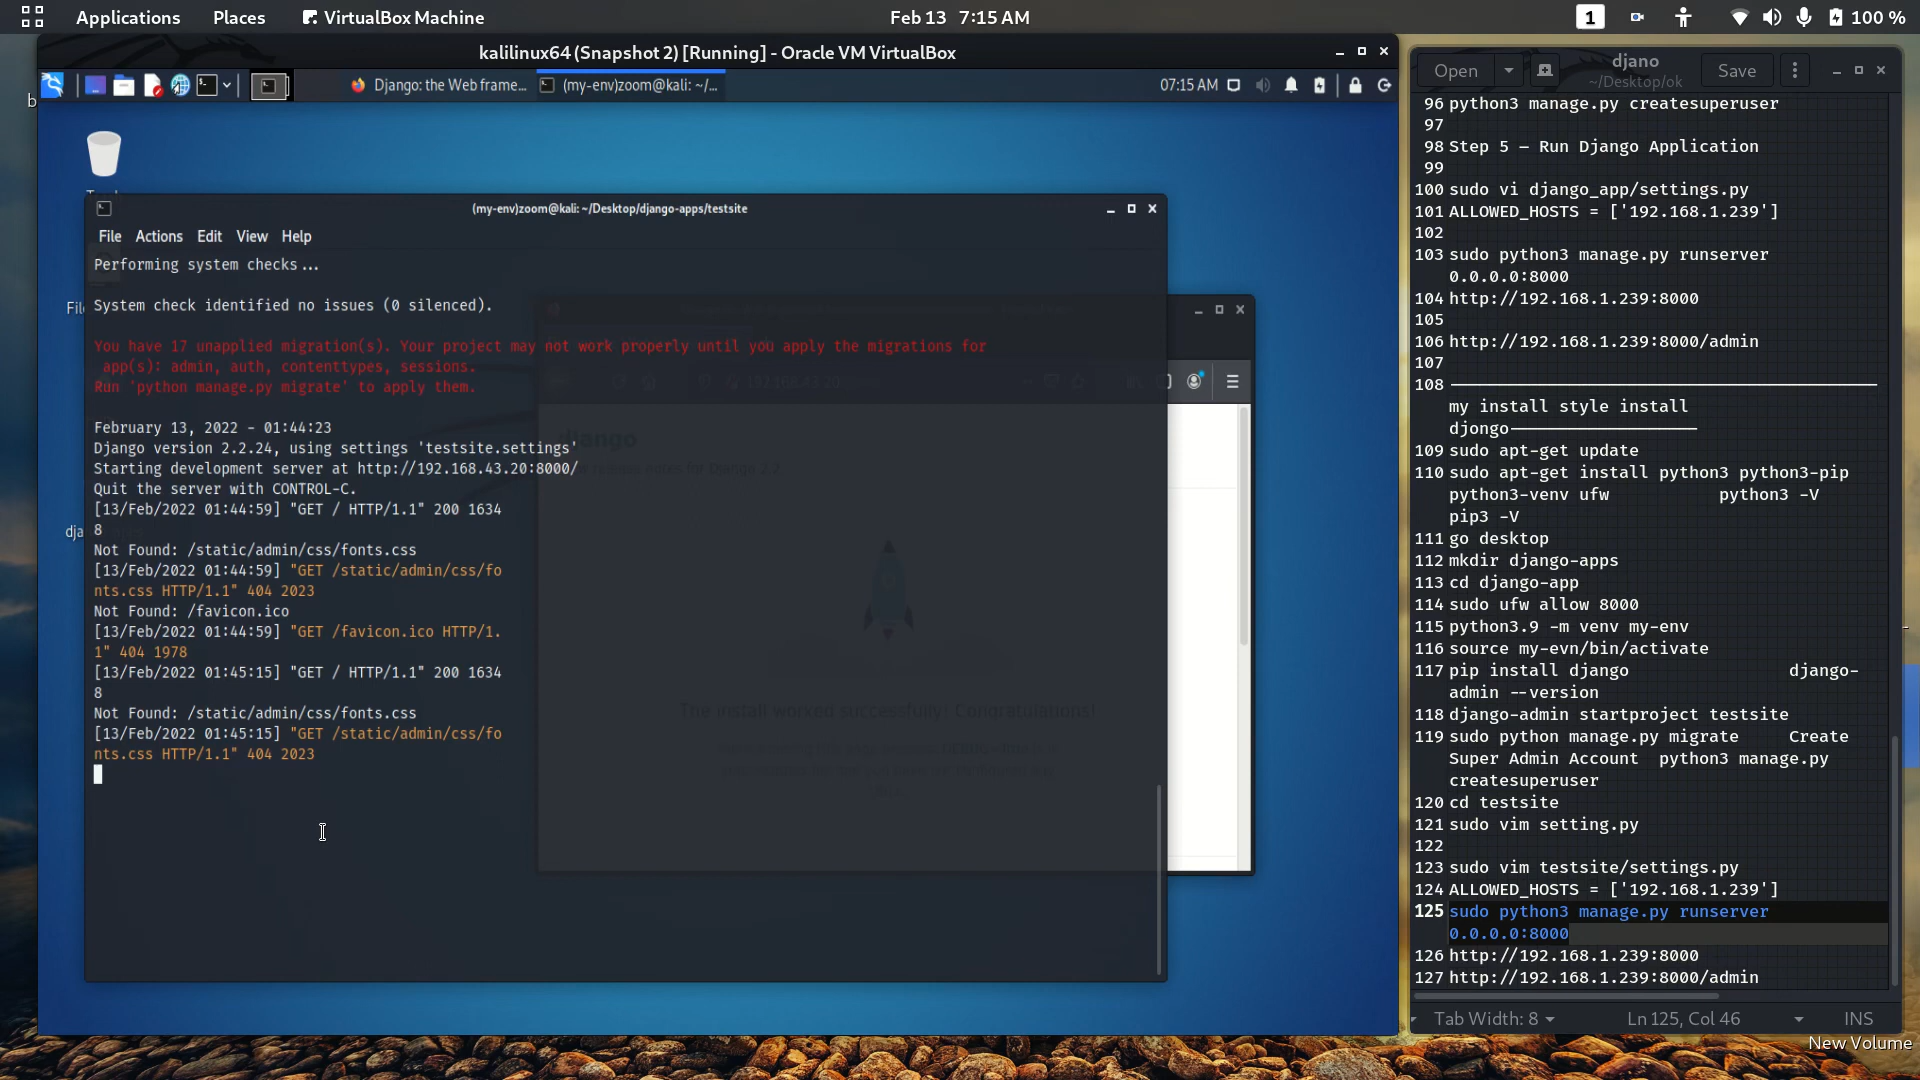 Applications Places VirtualBox Machine Feb 13 7:15 AM 1 100 %
kalilinux64 (Snapshot 2) [Running] - Oracle VM VirtualBox
Django: the Web frame... (my-env)zoom@kali: ~/... 07:15 AM
(my-env)zoom@kali: ~/Desktop/django-apps/testsite
File Actions Edit View Help
Performing system checks...
System check identified no issues (0 silenced).
You have 17 unapplied migration(s). Your project may not work properly until you apply the migrations for
app(s): admin, auth, contenttypes, sessions.
Run 'python manage.py migrate' to apply them.
February 13, 2022 - 01:44:23
Django version 2.2.24, using settings 'testsite.settings'
Starting development server at http://192.168.43.20:8000/
Quit the server with CONTROL-C.
[13/Feb/2022 01:44:59] "GET / HTTP/1.1" 200 1634
8
Not Found: /static/admin/css/fonts.css
[13/Feb/2022 01:44:59] "GET /static/admin/css/fo
nts.css HTTP/1.1" 404 2023
Not Found: /favicon.ico
[13/Feb/2022 01:44:59] "GET /favicon.ico HTTP/1.
1" 404 1978
[13/Feb/2022 01:45:15] "GET / HTTP/1.1" 200 1634
8
Not Found: /static/admin/css/fonts.css
[13/Feb/2022 01:45:15] "GET /static/admin/css/fo
nts.css HTTP/1.1" 404 2023
192.168.43.20
django
The install worked successfully! Congratulations!
Open djano Save
~/Desktop/ok
96 python3 manage.py createsuperuser
97
98 Step 5 – Run Django Application
99
100 sudo vi django_app/settings.py
101 ALLOWED_HOSTS = ['192.168.1.239']
102
103 sudo python3 manage.py runserver
0.0.0.0:8000
104 http://192.168.1.239:8000
105
106 http://192.168.1.239:8000/admin
107
108 ———————————————————————————————————————————
my install style install
djongo———————————————————
109 sudo apt-get update
110 sudo apt-get install python3 python3-pip
python3-venv ufw python3 -V
pip3 -V
111 go desktop
112 mkdir django-apps
113 cd django-app
114 sudo ufw allow 8000
115 python3.9 -m venv my-env
116 source my-evn/bin/activate
117 pip install django django-
admin --version
118 django-admin startproject testsite
119 sudo python manage.py migrate Create
Super Admin Account python3 manage.py
createsuperuser
120 cd testsite
121 sudo vim setting.py
122
123 sudo vim testsite/settings.py
124 ALLOWED_HOSTS = ['192.168.1.239']
125 sudo python3 manage.py runserver
0.0.0.0:8000
126 http://192.168.1.239:8000
127 http://192.168.1.239:8000/admin
Tab Width: 8 Ln 125, Col 46 INS
New Volume